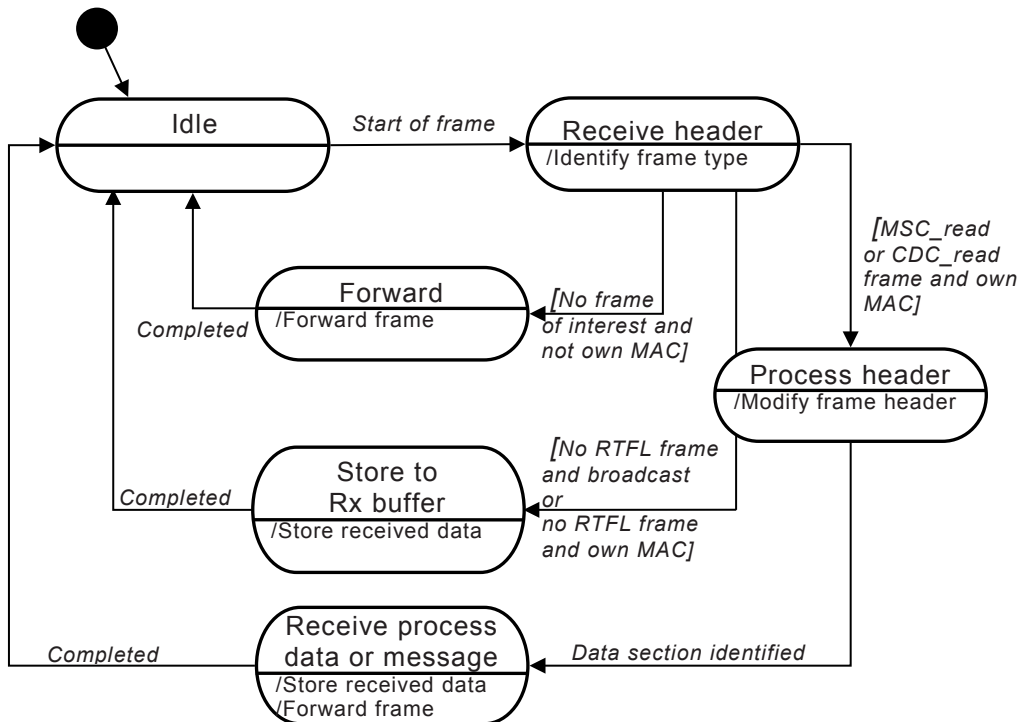 Idle
Start of frame
Receive header
/Identify frame type
[MSC_read
or CDC_read
frame and own
MAC]
Forward
/Forward frame
Completed
[No frame
of interest and
not own MAC]
Process header
/Modify frame header
Store to
Rx buffer
/Store received data
Completed
[No RTFL frame
and broadcast
or
no RTFL frame
and own MAC]
Receive process
data or message
/Store received data
/Forward frame
Completed
Data section identified